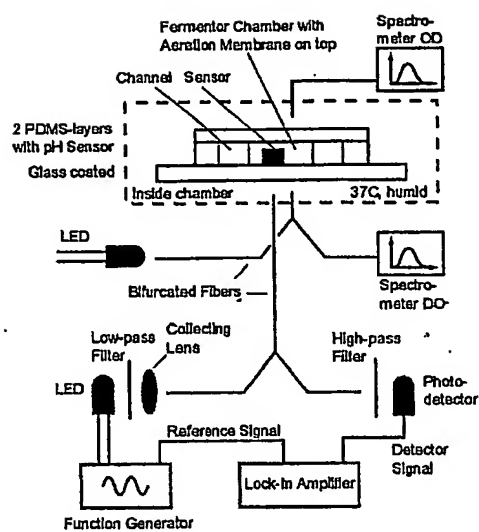 Fermentor Chamber with
Aeration Membrane on top
Spectro-
meter OD
Channel Sensor
2 PDMS-layers
with pH Sensor
Glass coated
Inside chamber
37C, humid
LED
Bifurcated Fibers
Spectro-
meter DO
Low-pass
Filter
Collecting
Lens
High-pass
Filter
LED
Photo-
detector
Reference Signal
Detector
Signal
Lock-In Amplifier
Function Generator